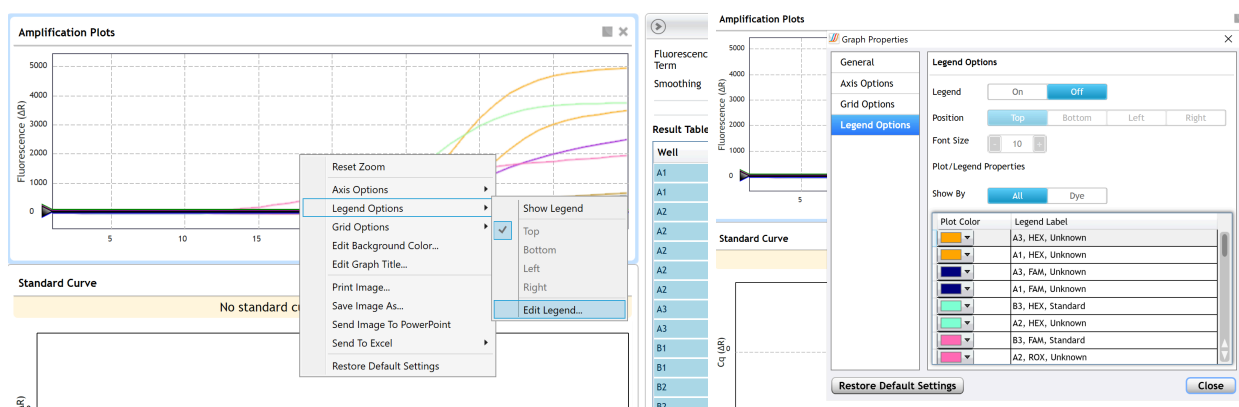 Amplification Plots
Fluorescence (ΔR)
5000
4000
3000
2000
1000
0
5
10
15
Reset Zoom
Axis Options
Legend Options
Grid Options
Edit Background Color...
Edit Graph Title...
Print Image...
Save Image As...
Send Image To PowerPoint
Send To Excel
Restore Default Settings
Show Legend
Top
Bottom
Left
Right
Edit Legend...
Standard Curve
No standard cu
R)
Fluorescenc
Term
Smoothing
Result Table
Well
A1
A1
A2
A2
A2
A2
A2
A3
A3
B1
B1
B2
B2
Amplification Plots
Fluorescence (ΔR)
5000
4000
3000
2000
1000
0
5
Standard Curve
Cq (ΔR)
0
Graph Properties
General
Axis Options
Grid Options
Legend Options
Legend Options
Legend On Off
Position Top Bottom Left Right
Font Size - 10 +
Plot/Legend Properties
Show By All Dye
Plot Color Legend Label
A3, HEX, Unknown
A1, HEX, Unknown
A3, FAM, Unknown
A1, FAM, Unknown
B3, HEX, Standard
A2, HEX, Unknown
B3, FAM, Standard
A2, ROX, Unknown
Restore Default Settings
Close